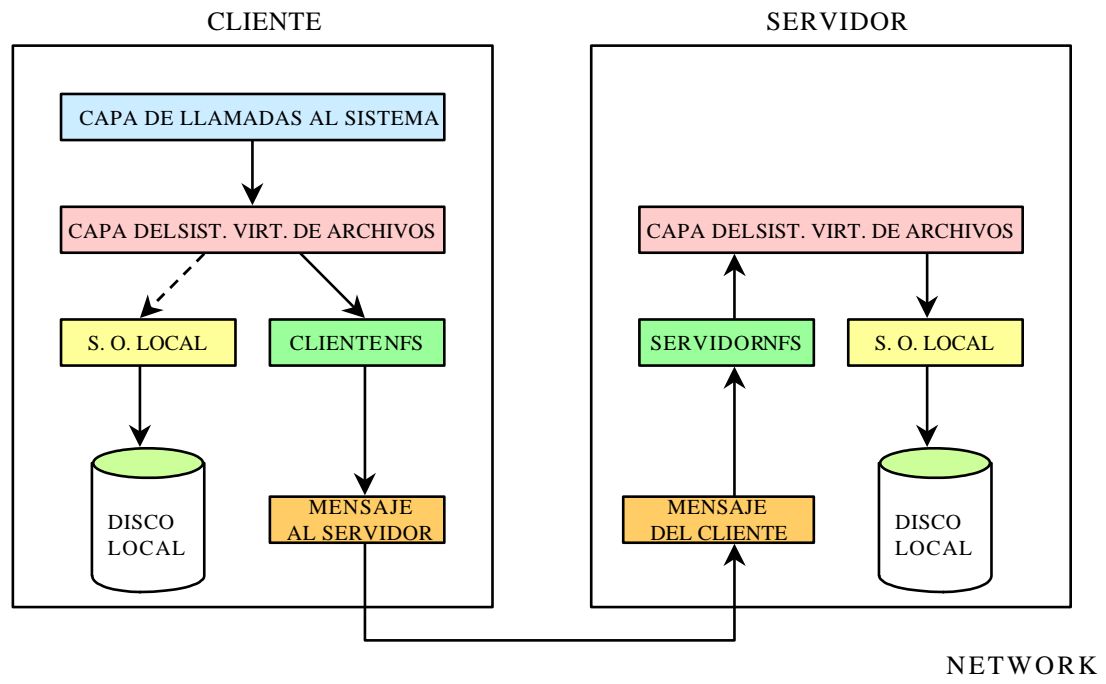 CLIENTE
SERVIDOR
CAPA DE LLAMADAS AL SISTEMA
CAPA DELSIST. VIRT. DE ARCHIVOS
CAPA DELSIST. VIRT. DE ARCHIVOS
S. O. LOCAL
CLIENTENFS
SERVIDORNFS
S. O. LOCAL
MENSAJE
AL SERVIDOR
MENSAJE
DEL CLIENTE
DISCO
LOCAL
DISCO
LOCAL
NETWORK